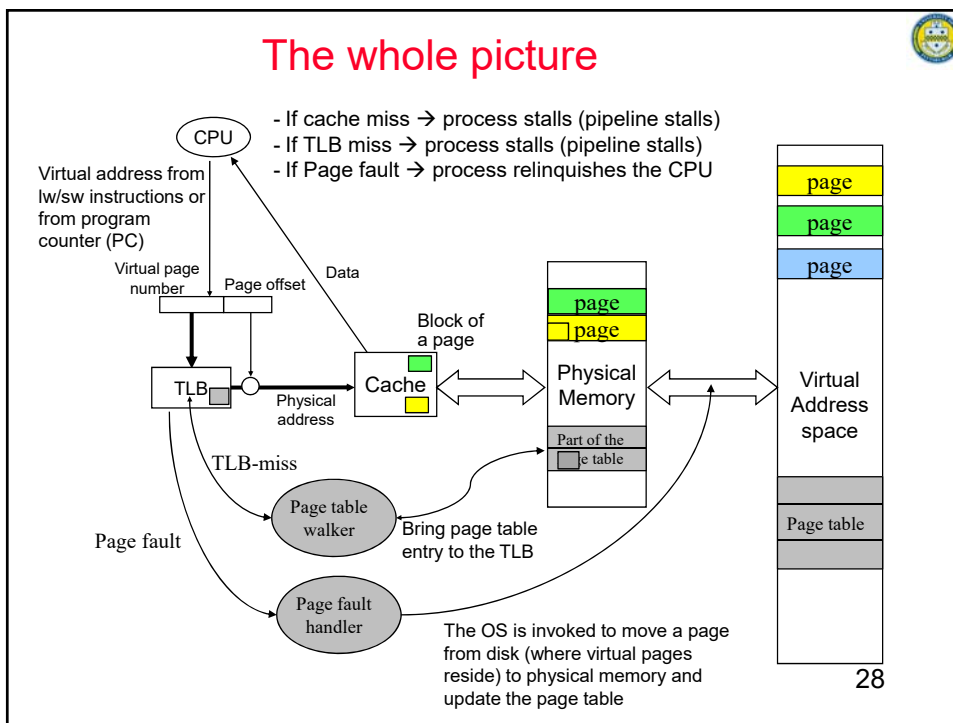 The whole picture
- If cache miss → process stalls (pipeline stalls)
- If TLB miss → process stalls (pipeline stalls)
- If Page fault → process relinquishes the CPU
CPU
Virtual address from
lw/sw instructions or
from program
counter (PC)
Virtual page
number
Page offset
Data
TLB
Physical
address
Block of
a page
Cache
page
page
Physical
Memory
Part of the
table
page
page
page
Virtual
Address
space
Page table
TLB-miss
Page table
walker
Bring page table
entry to the TLB
Page fault
Page fault
handler
The OS is invoked to move a page
from disk (where virtual pages
reside) to physical memory and
update the page table
28